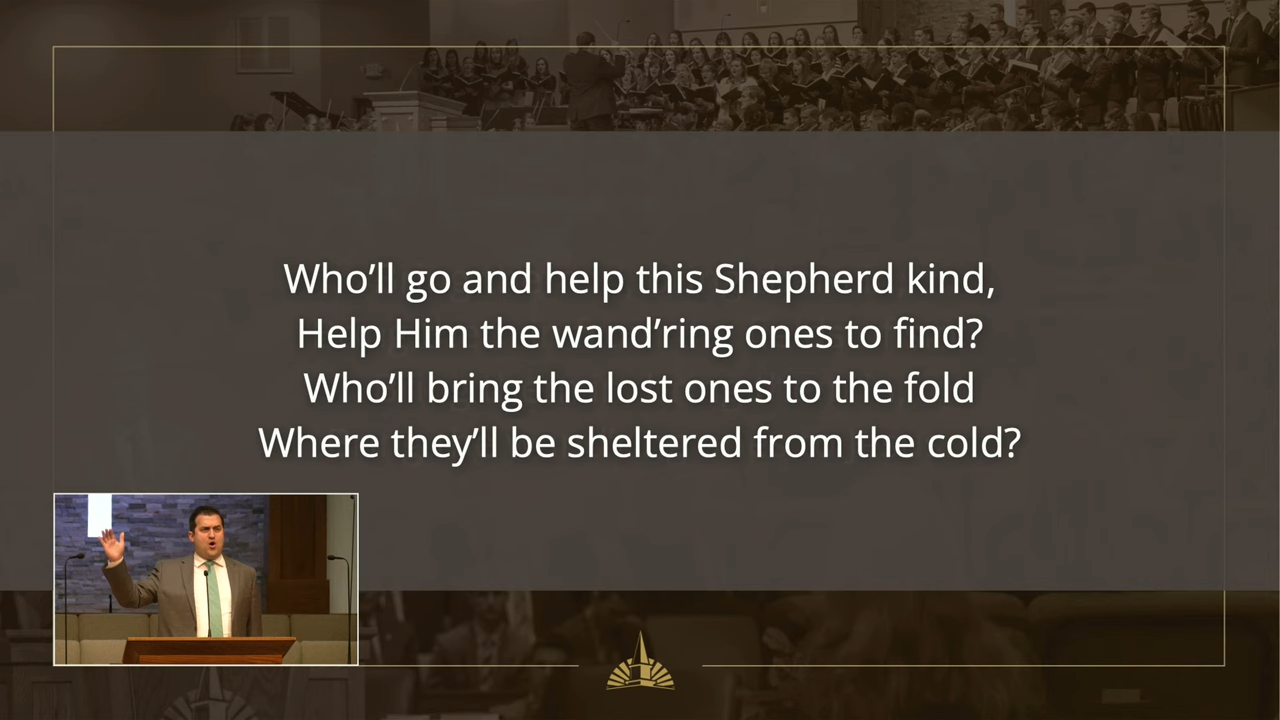 Who’ll go and help this Shepherd kind,
Help Him the wand’ring ones to find?
Who’ll bring the lost ones to the fold
Where they’ll be sheltered from the cold?